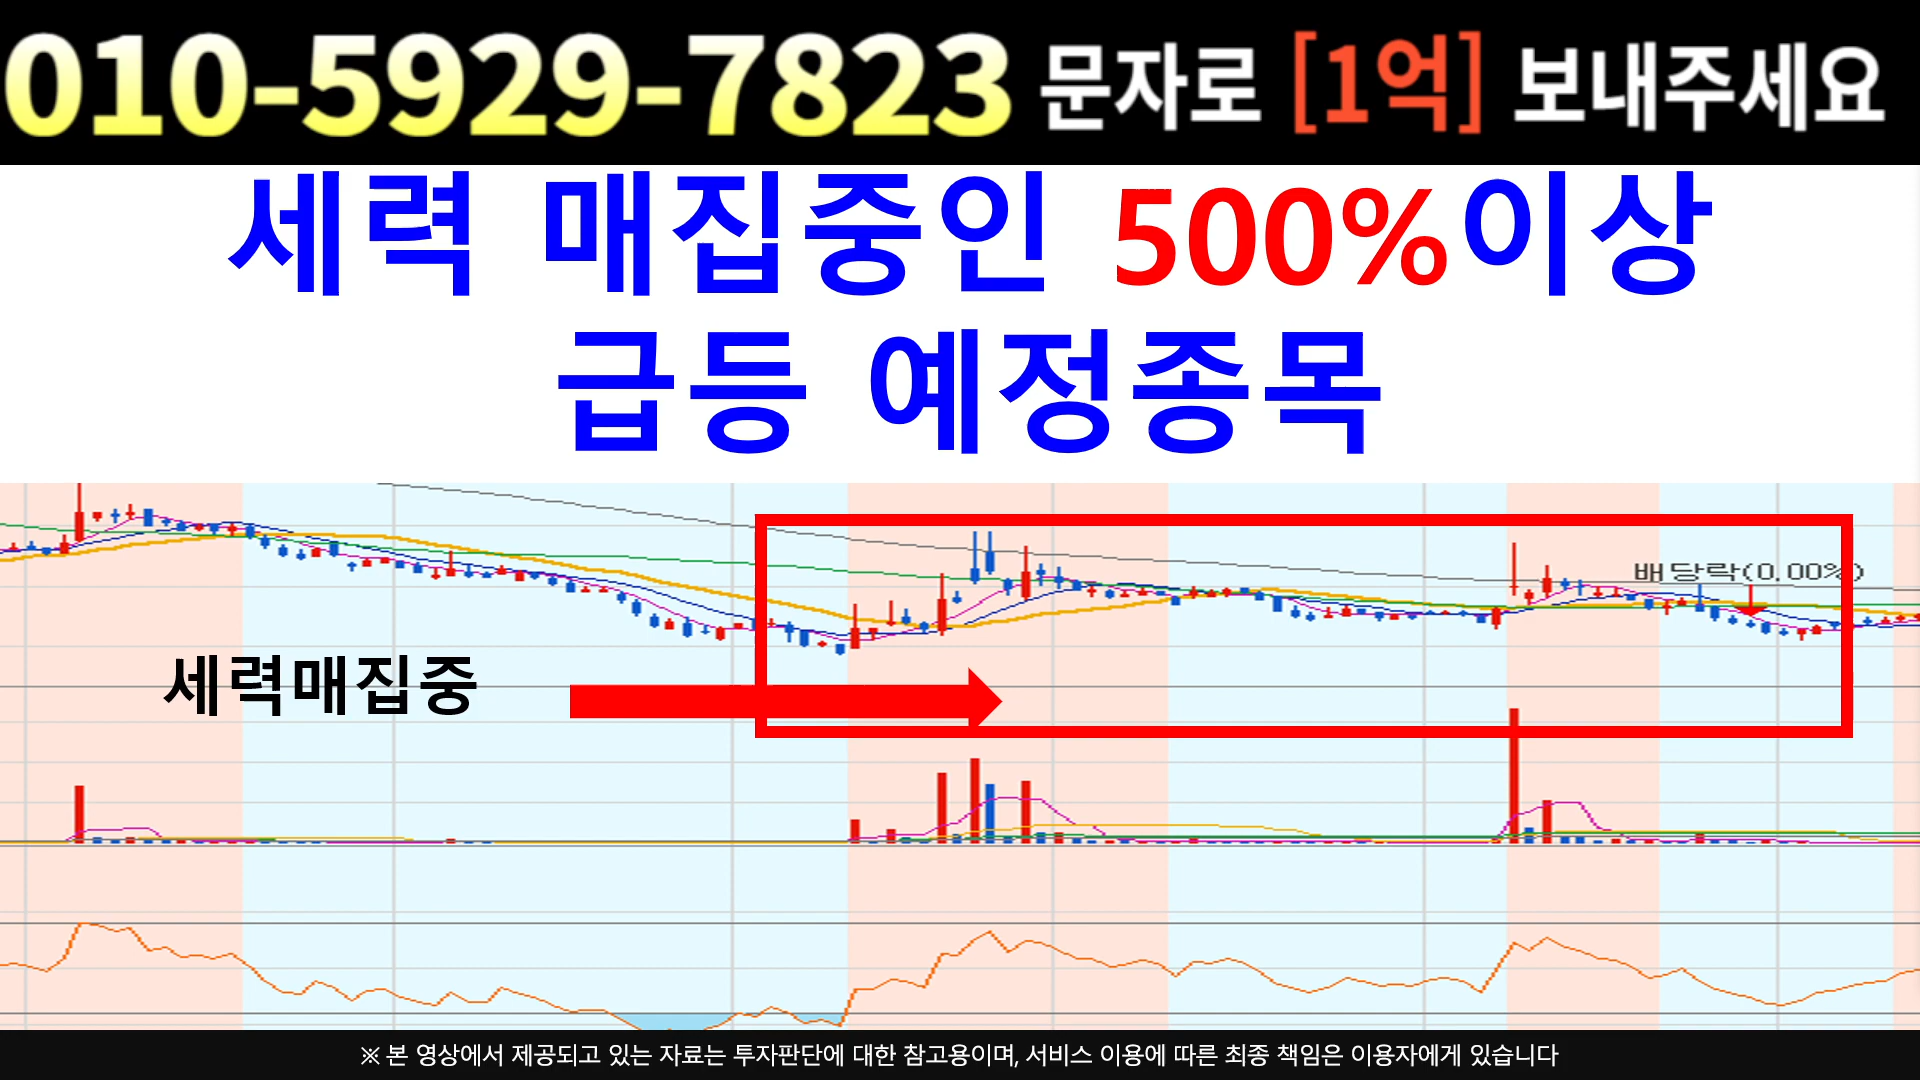 010-5929-7823 문자로 [1억] 보내주세요
세력 매집중인 500%이상
급등 예정종목
배당락(0.00%)
세력매집중
※ 본 영상에서 제공되고 있는 자료는 투자판단에 대한 참고용이며, 서비스 이용에 따른 최종 책임은 이용자에게 있습니다